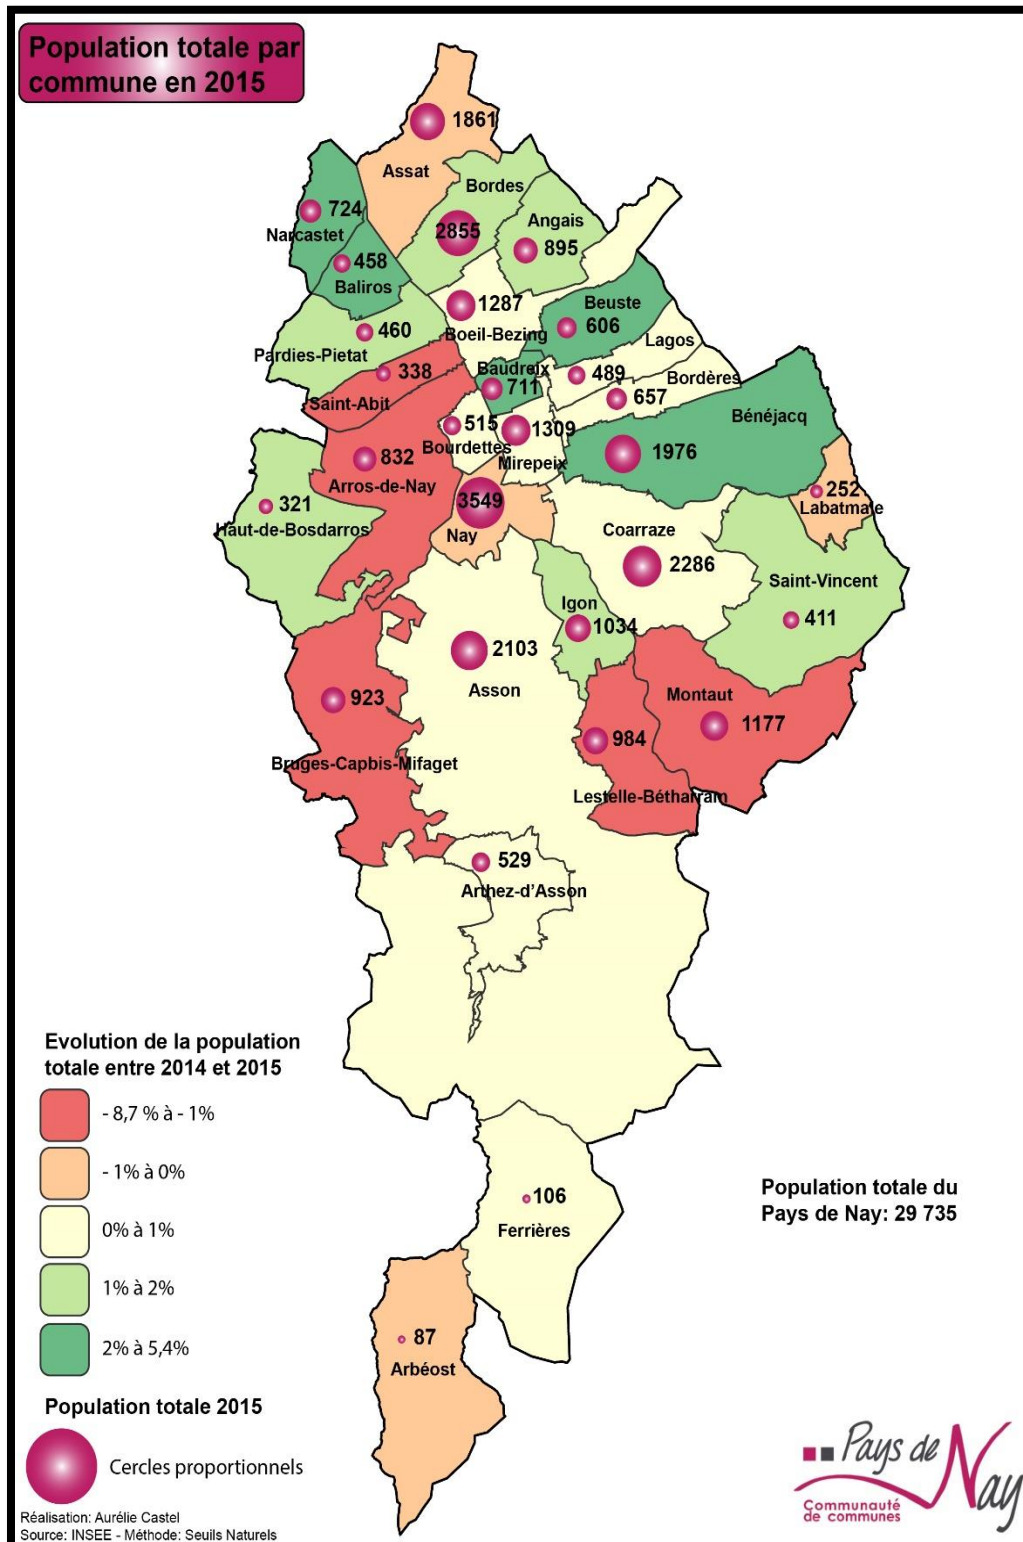 Population totale par
commune en 2015
1861
Assat
Bordes
2855
Angais
895
724
Narcastet
458
Baliros
1287
Boeil-Bezing
Beuste
606
460
Pardies-Pietat
Lagos
489
338
Saint-Abit
Baudreix
711
Bordères
657
Bénéjacq
1976
515
Bourdettes
1309
Mirepeix
832
Arros-de-Nay
252
Labatmale
321
Haut-de-Bosdarros
3549
Nay
Coarraze
2286
Saint-Vincent
411
Igon
1034
2103
Asson
923
Bruges-Capbis-Mifaget
Montaut
1177
984
Lestelle-Bétharram
529
Arthez-d'Asson
Evolution de la population
totale entre 2014 et 2015
- 8,7 % à - 1%
- 1% à 0%
0% à 1%
1% à 2%
2% à 5,4%
106
Ferrières
Population totale du
Pays de Nay: 29 735
87
Arbéost
Population totale 2015
Cercles proportionnels
Réalisation: Aurélie Castel
Source: INSEE - Méthode: Seuils Naturels
Pays de Nay
Communauté
de communes